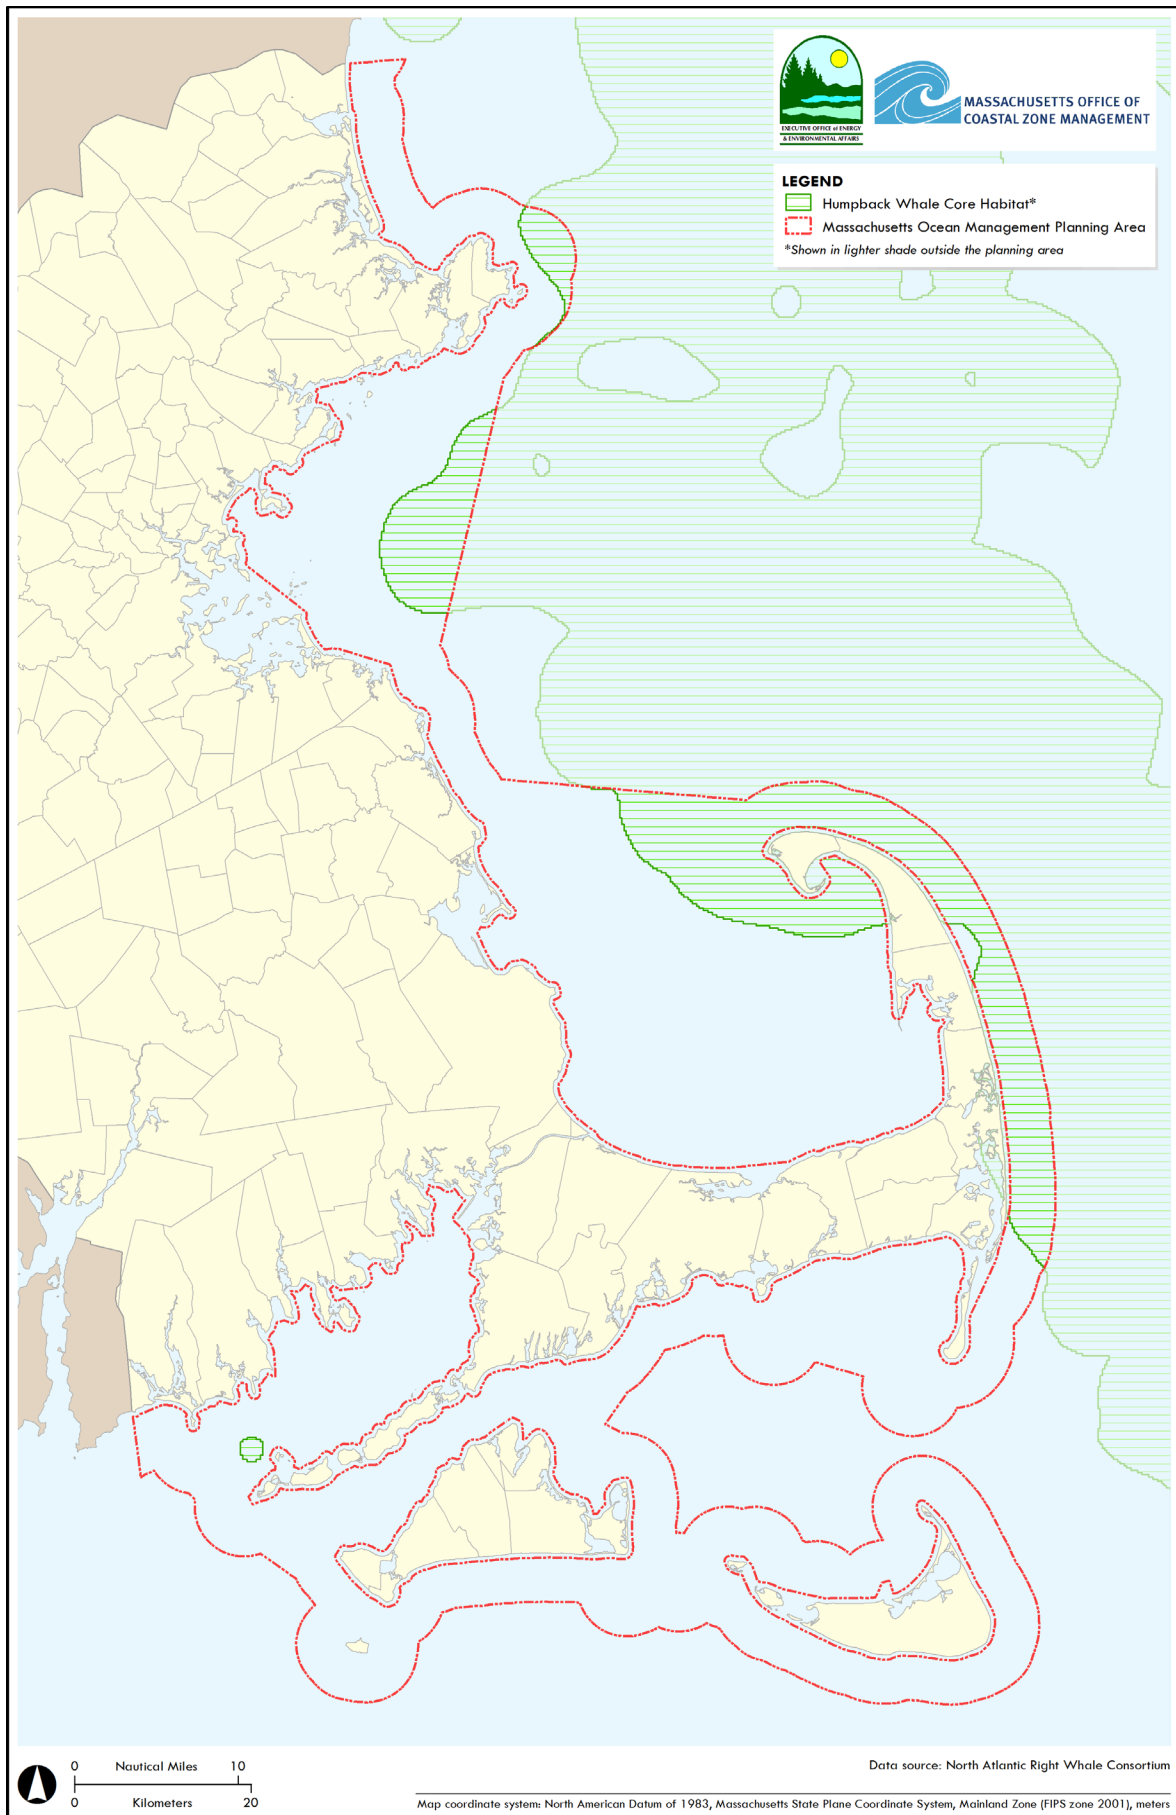 EXECUTIVE OFFICE of ENERGY
& ENVIRONMENTAL AFFAIRS
MASSACHUSETTS OFFICE OF
COASTAL ZONE MANAGEMENT
LEGEND
Humpback Whale Core Habitat*
Massachusetts Ocean Management Planning Area
*Shown in lighter shade outside the planning area
0 Nautical Miles 10
0 Kilometers 20
Data source: North Atlantic Right Whale Consortium
Map coordinate system: North American Datum of 1983, Massachusetts State Plane Coordinate System, Mainland Zone (FIPS zone 2001), meters